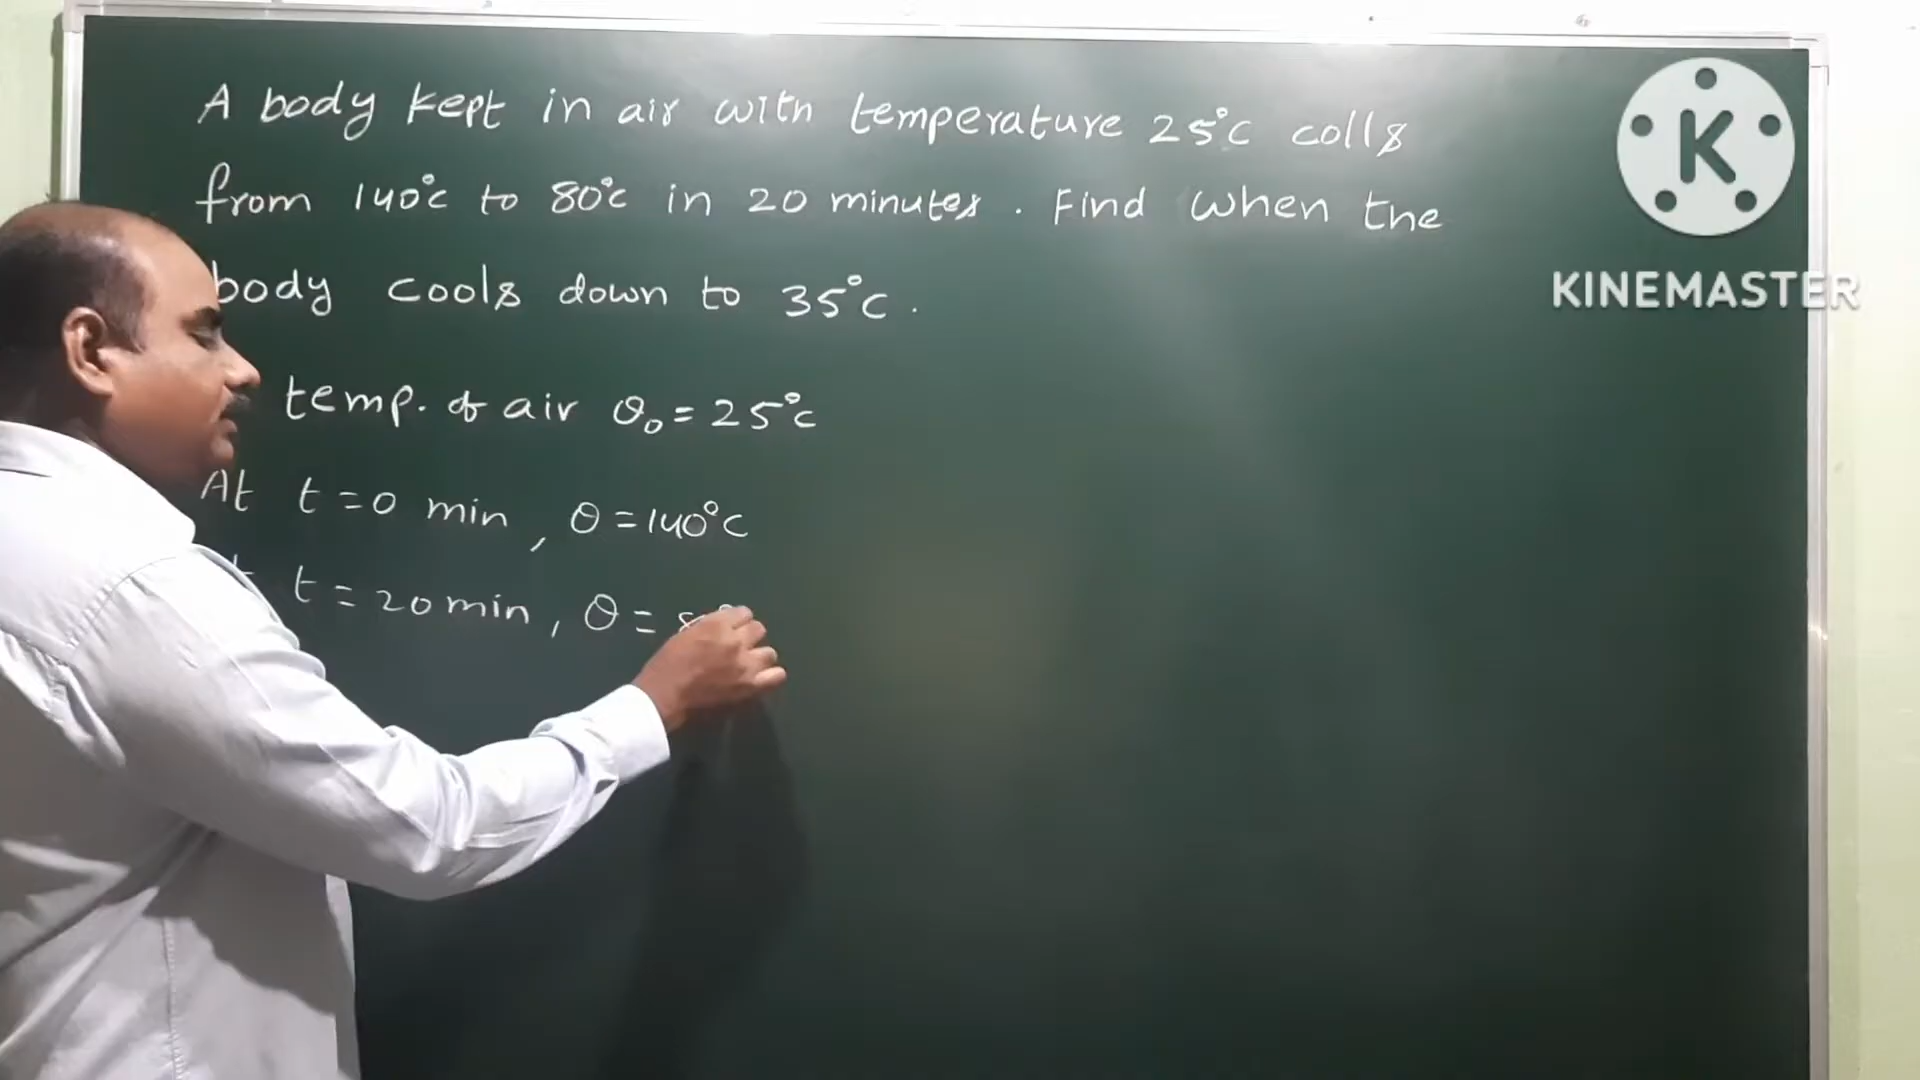 A body kept in air with temperature 25°C colls
from 140°C to 80°C in 20 minutes. Find when the
body cools down to 35°C.
temp. of air θ₀ = 25°C
At t = 0 min, θ = 140°C
t = 20 min, θ = 8
K
KINEMASTER